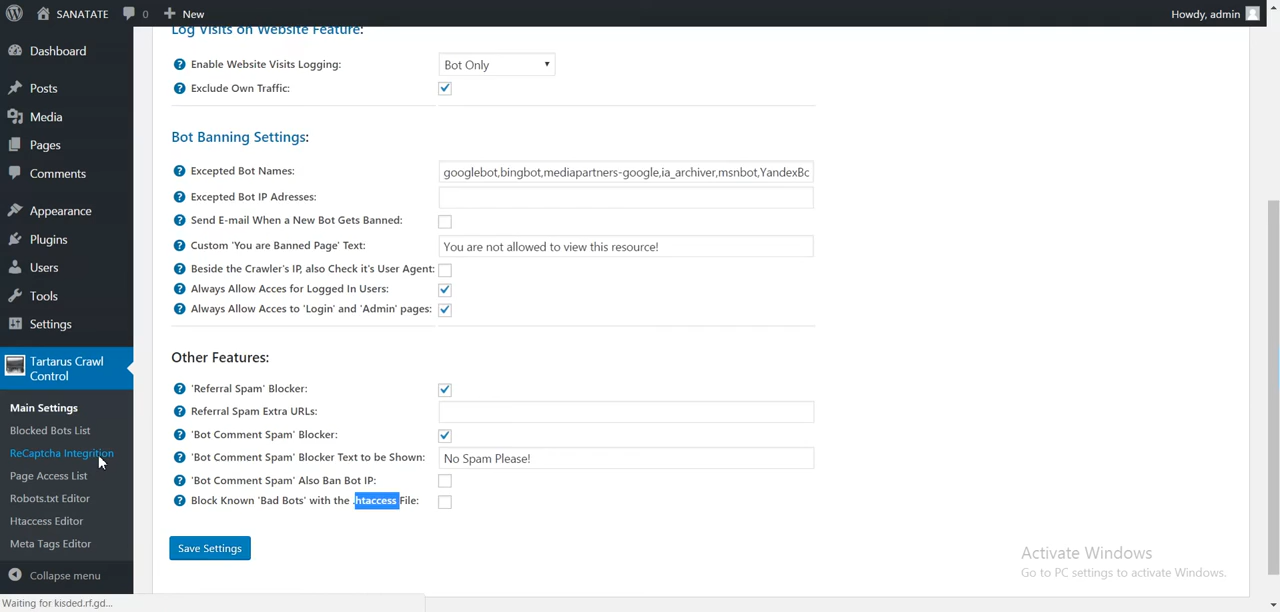 SANATATE
0
New
Howdy, admin
Dashboard
Posts
Media
Pages
Comments
Appearance
Plugins
Users
Tools
Settings
Tartarus Crawl
Control
Main Settings
Blocked Bots List
ReCaptcha Integrition
Page Access List
Robots.txt Editor
Htaccess Editor
Meta Tags Editor
Collapse menu
Waiting for kisded.rf.gd...
Log Visits on Website Feature:
Enable Website Visits Logging:
Bot Only
Exclude Own Traffic:
Bot Banning Settings:
Excepted Bot Names:
googlebot,bingbot,mediapartners-google,ia_archiver,msnbot,YandexBc
Excepted Bot IP Adresses:
Send E-mail When a New Bot Gets Banned:
Custom 'You are Banned Page' Text:
You are not allowed to view this resource!
Beside the Crawler's IP, also Check it's User Agent:
Always Allow Acces for Logged In Users:
Always Allow Acces to 'Login' and 'Admin' pages:
Other Features:
'Referral Spam' Blocker:
Referral Spam Extra URLs:
'Bot Comment Spam' Blocker:
'Bot Comment Spam' Blocker Text to be Shown:
No Spam Please!
'Bot Comment Spam' Also Ban Bot IP:
Block Known 'Bad Bots' with the .htaccess File:
Save Settings
Activate Windows
Go to PC settings to activate Windows.